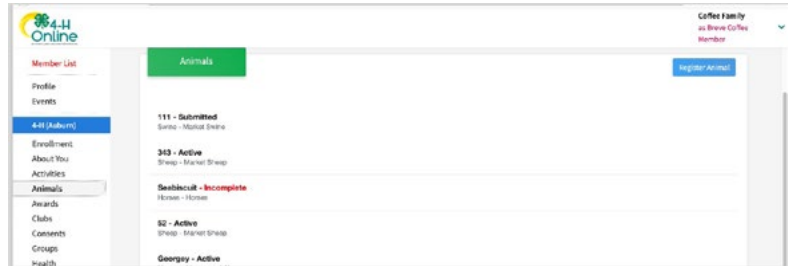 4-H
Online
Coffee Family
as Breve Coffee
Member
Member List
Profile
Events
4-H (Auburn)
Enrollment
About You
Activities
Animals
Awards
Clubs
Consents
Groups
Health
Animals
Register Animal
111 - Submitted
Swine - Market Swine
343 - Active
Sheep - Market Sheep
Seabiscuit - Incomplete
Horses - Horses
52 - Active
Sheep - Market Sheep
Georgey - Active